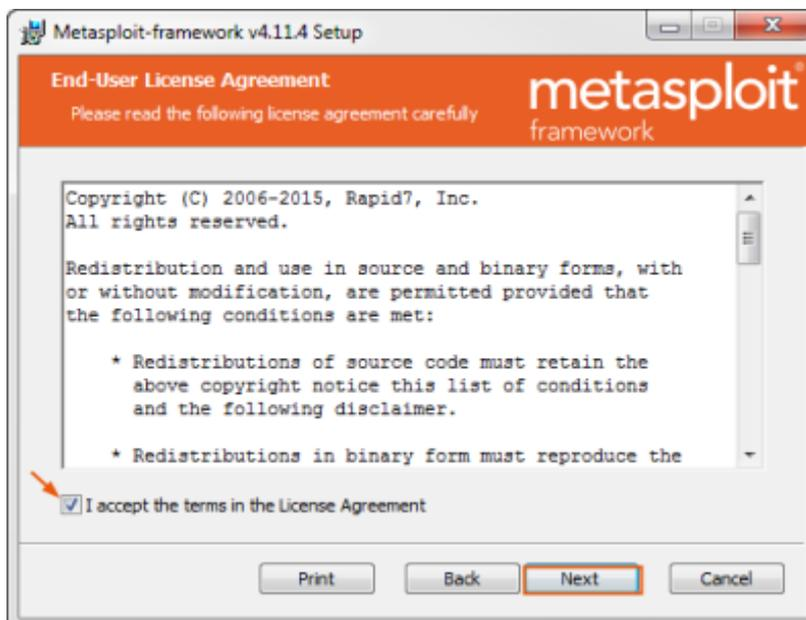 Metasploit-framework v4.11.4 Setup
End-User License Agreement
Please read the following license agreement carefully
metasploit®
framework
Copyright (C) 2006-2015, Rapid7, Inc.
All rights reserved.
Redistribution and use in source and binary forms, with
or without modification, are permitted provided that
the following conditions are met:
* Redistributions of source code must retain the
above copyright notice this list of conditions
and the following disclaimer.
* Redistributions in binary form must reproduce the
I accept the terms in the License Agreement
Print
Back
Next
Cancel